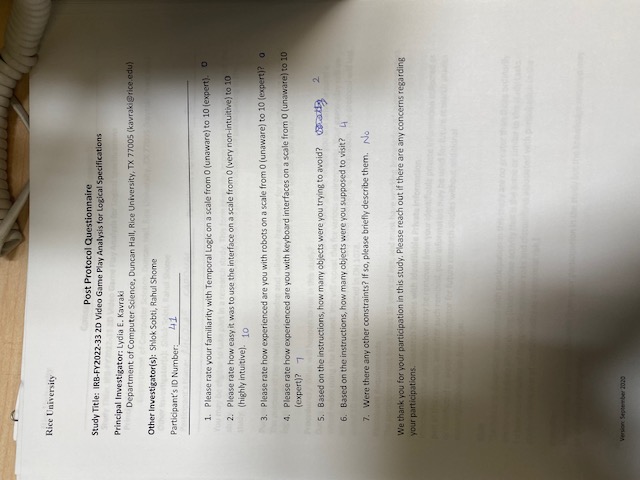 Rice University
Post Protocol Questionnaire
Study Title: IRB-FY2022-33 2D Video Game Play Analysis for Logical Specifications
Principal Investigator: Lydia E. Kavraki
Department of Computer Science, Duncan Hall, Rice University, TX 77005 (kavraki@rice.edu)
Other Investigator(s): Shlok Sobti, Rahul Shome
Participant's ID Number: 41
1. Please rate your familiarity with Temporal Logic on a scale from 0 (unaware) to 10 (expert). 0
2. Please rate how easy it was to use the interface on a scale from 0 (very non-intuitive) to 10
(highly intuitive). 10
3. Please rate how experienced are you with robots on a scale from 0 (unaware) to 10 (expert)? 0
4. Please rate how experienced are you with keyboard interfaces on a scale from 0 (unaware) to 10
(expert)? 7
5. Based on the instructions, how many objects were you trying to avoid? 2
6. Based on the instructions, how many objects were you supposed to visit? 4
7. Were there any other constraints? If so, please briefly describe them. No
We thank you for your participation in this study. Please reach out if there are any concerns regarding
your participations.
Version: September 2020